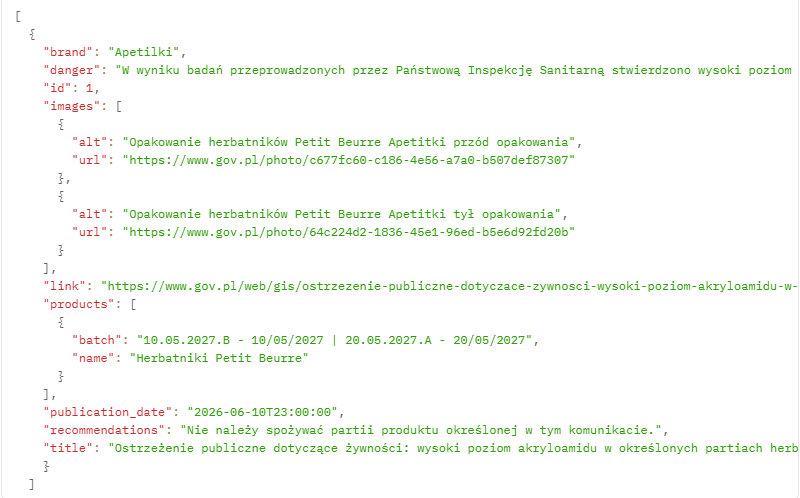 [
{
"brand": "Apetilki",
"danger": "W wyniku badań przeprowadzonych przez Państwową Inspekcję Sanitarną stwierdzono wysoki poziom
"id": 1,
"images": [
{
"alt": "Opakowanie herbatników Petit Beurre Apetitki przód opakowania",
"url": "https://www.gov.pl/photo/c677fc60-c186-4e56-a7a0-b507def87307"
},
{
"alt": "Opakowanie herbatników Petit Beurre Apetitki tył opakowania",
"url": "https://www.gov.pl/photo/64c224d2-1836-45e1-96ed-b5e6d92fd20b"
}
],
"link": "https://www.gov.pl/web/gis/ostrzezenie-publiczne-dotyczace-zywnosci-wysoki-poziom-akryloamidu-w-
"products": [
{
"batch": "10.05.2027.B - 10/05/2027 | 20.05.2027.A - 20/05/2027",
"name": "Herbatniki Petit Beurre"
}
],
"publication_date": "2026-06-10T23:00:00",
"recommendations": "Nie należy spożywać partii produktu określonej w tym komunikacie.",
"title": "Ostrzeżenie publiczne dotyczące żywności: wysoki poziom akryloamidu w określonych partiach herb
}
]